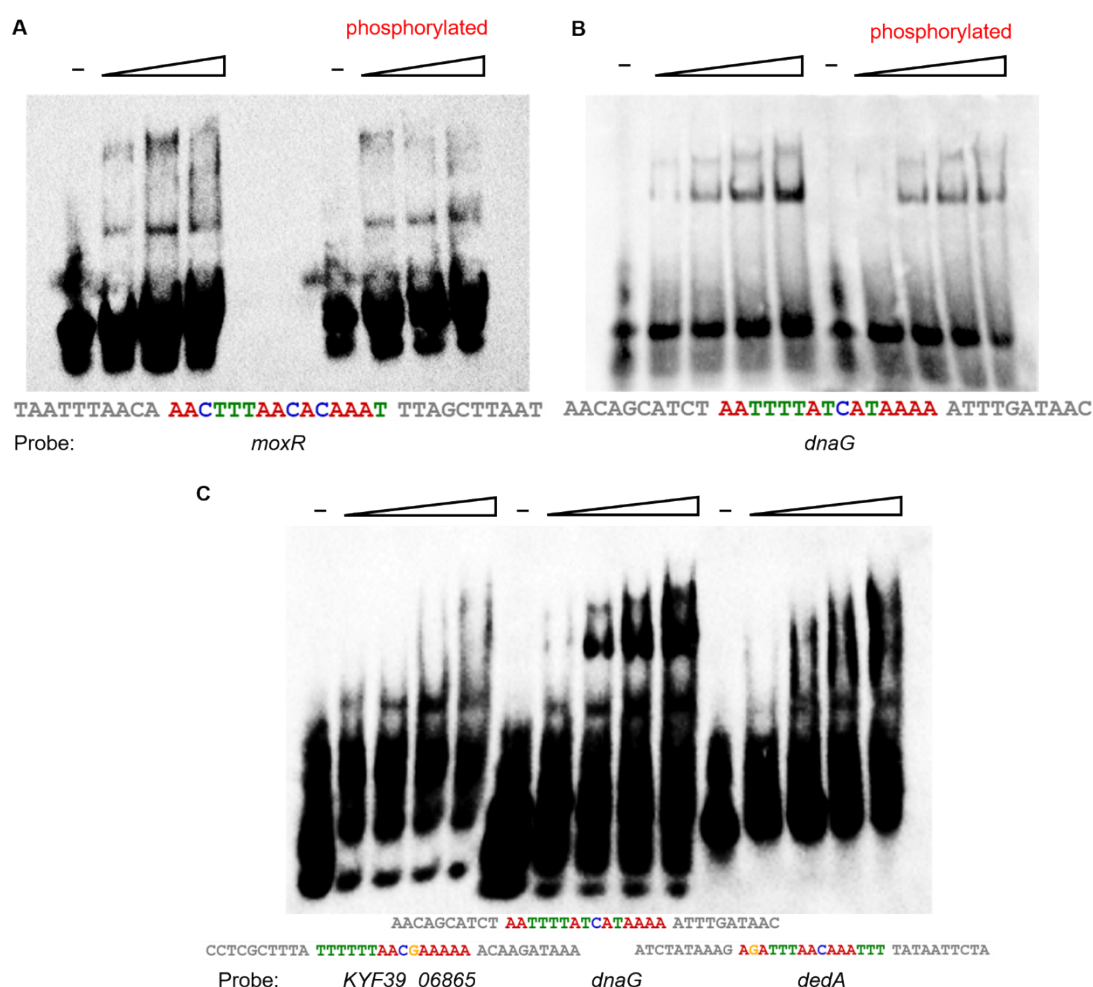 A
phosphorylated
– –
TAATTTAACA AACTTTAACACAAAT TTAGCTTAAT
Probe: moxR
B
phosphorylated
– –
AACAGCATCT AATTTTATCATAAAA ATTTGATAAC
dnaG
C
– – –
AACAGCATCT AATTTTATCATAAAA ATTTGATAAC
CCTCGCTTTA TTTTTTAACGAAAAA ACAAGATAAA ATCTATAAAG AGATTTAACAAATTT TATAATTCTA
Probe: KYF39_06865 dnaG dedA